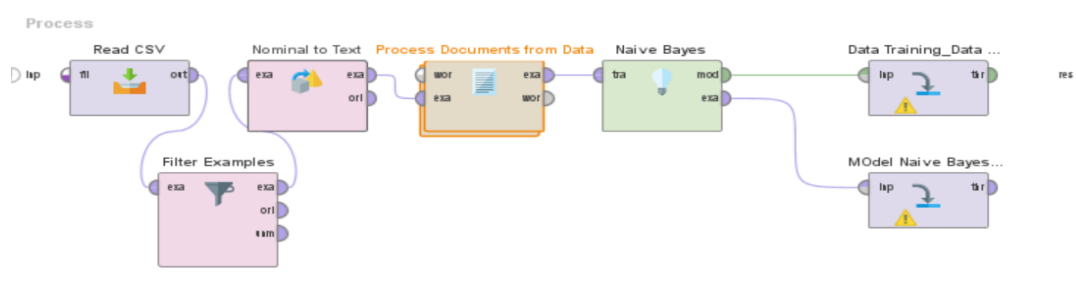 Process
Read CSV
Nominal to Text
Process Documents from Data
Naive Bayes
Data Training_Data ...
inp
fil
out
exa
exa
ori
wor
exa
exa
wor
tra
mod
exa
inp
thr
res
Filter Examples
exa
exa
ori
unm
MOdel Naive Bayes...
inp
thr